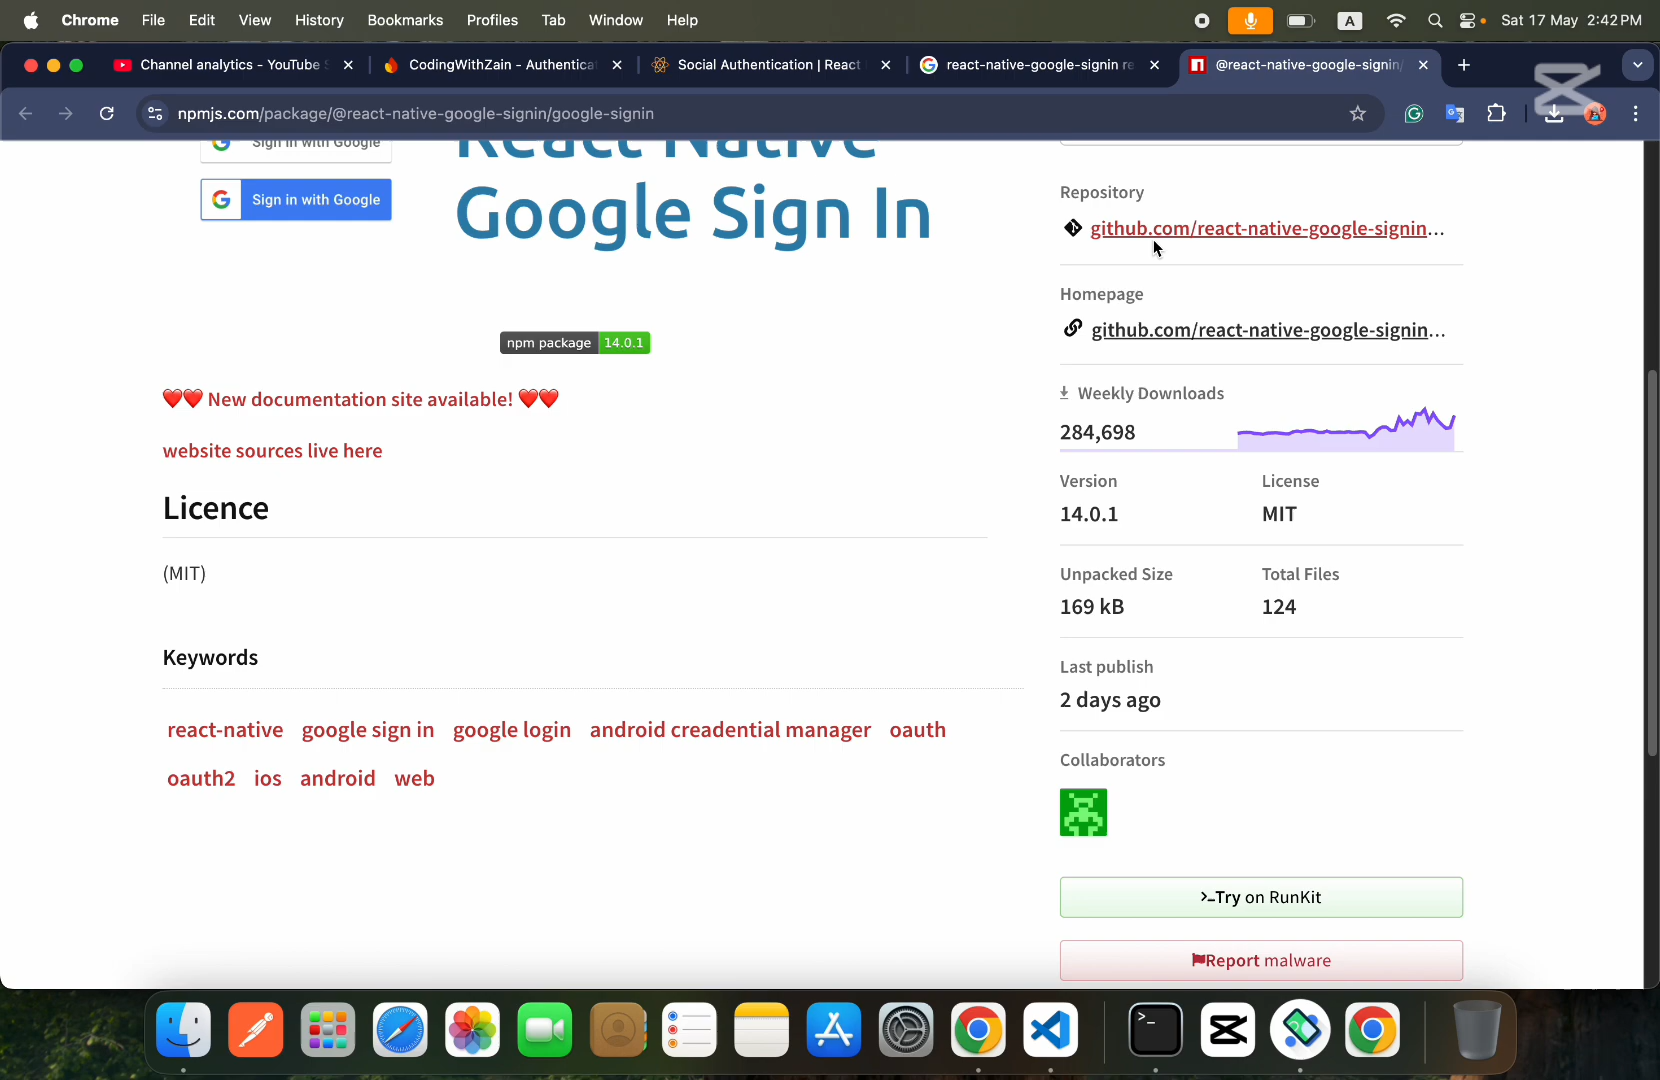 Chrome File Edit View History Bookmarks Profiles Tab Window Help A Sat 17 May 2:42 PM
Channel analytics - YouTube S CodingWithZain - Authentica Social Authentication | React react-native-google-signin re @react-native-google-signin/
npmjs.com/package/@react-native-google-signin/google-signin
Sign in with Google
React Native
Sign in with Google
Google Sign In
npm package 14.0.1
New documentation site available!
website sources live here
Licence
(MIT)
Keywords
react-native google sign in google login android creadential manager oauth
oauth2 ios android web
Repository
github.com/react-native-google-signin...
Homepage
github.com/react-native-google-signin...
Weekly Downloads
284,698
Version License
14.0.1 MIT
Unpacked Size Total Files
169 kB 124
Last publish
2 days ago
Collaborators
>_Try on RunKit
Report malware